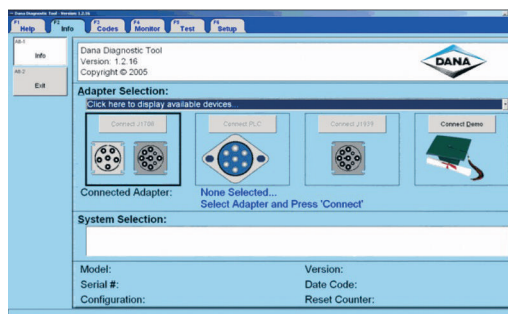 Dana Diagnostic Tool - Version 1.2.16
F1 Help
F2 Info
F3 Codes
F4 Monitor
F5 Test
F6 Setup
Alt-1
Info
Alt-2
Exit
Dana Diagnostic Tool
Version: 1.2.16
Copyright © 2005
DANA
Adapter Selection:
Click here to display available devices...
Connect J1708
Connect PLC
Connect J1939
Connect Demo
Connected Adapter:
None Selected...
Select Adapter and Press 'Connect'
System Selection:
Model:
Version:
Serial #:
Date Code:
Configuration:
Reset Counter: